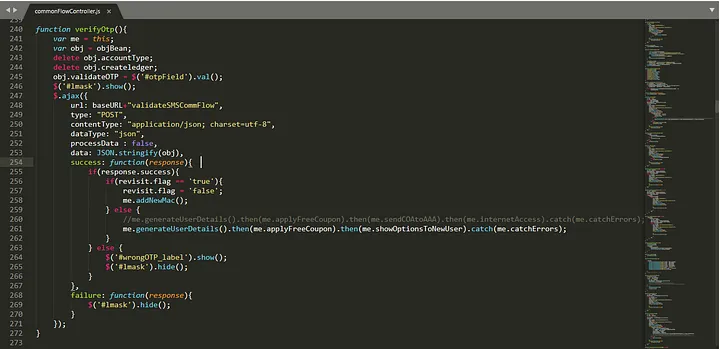 commonFlowController.js ×
239
240 function verifyOtp(){
241     var me = this;
242     var obj = objBean;
243     delete obj.accountType;
244     delete obj.createledger;
245     obj.validateOTP = $('#otpField').val();
246     $('#lmask').show();
247     $.ajax({
248         url: baseURL+"validateSMSCommFlow",
249         type: "POST",
250         contentType: "application/json; charset=utf-8",
251         dataType: "json",
252         processData : false,
253         data: JSON.stringify(obj),
254         success: function(response){
255             if(response.success){
256                 if(revisit.flag == 'true'){
257                     revisit.flag = 'false';
258                     me.addNewMac();
259                 } else {
260                     //me.generateUserDetails().then(me.applyFreeCoupon).then(me.sendCOAtoAAA).then(me.internetAccess).catch(me.catchErrors);
261                     me.generateUserDetails().then(me.applyFreeCoupon).then(me.showOptionsToNewUser).catch(me.catchErrors);
262                 }
263             } else {
264                 $('#wrongOTP_label').show();
265                 $('#lmask').hide();
266             }
267         },
268         failure: function(response){
269             $('#lmask').hide();
270         }
271     });
272 }
273